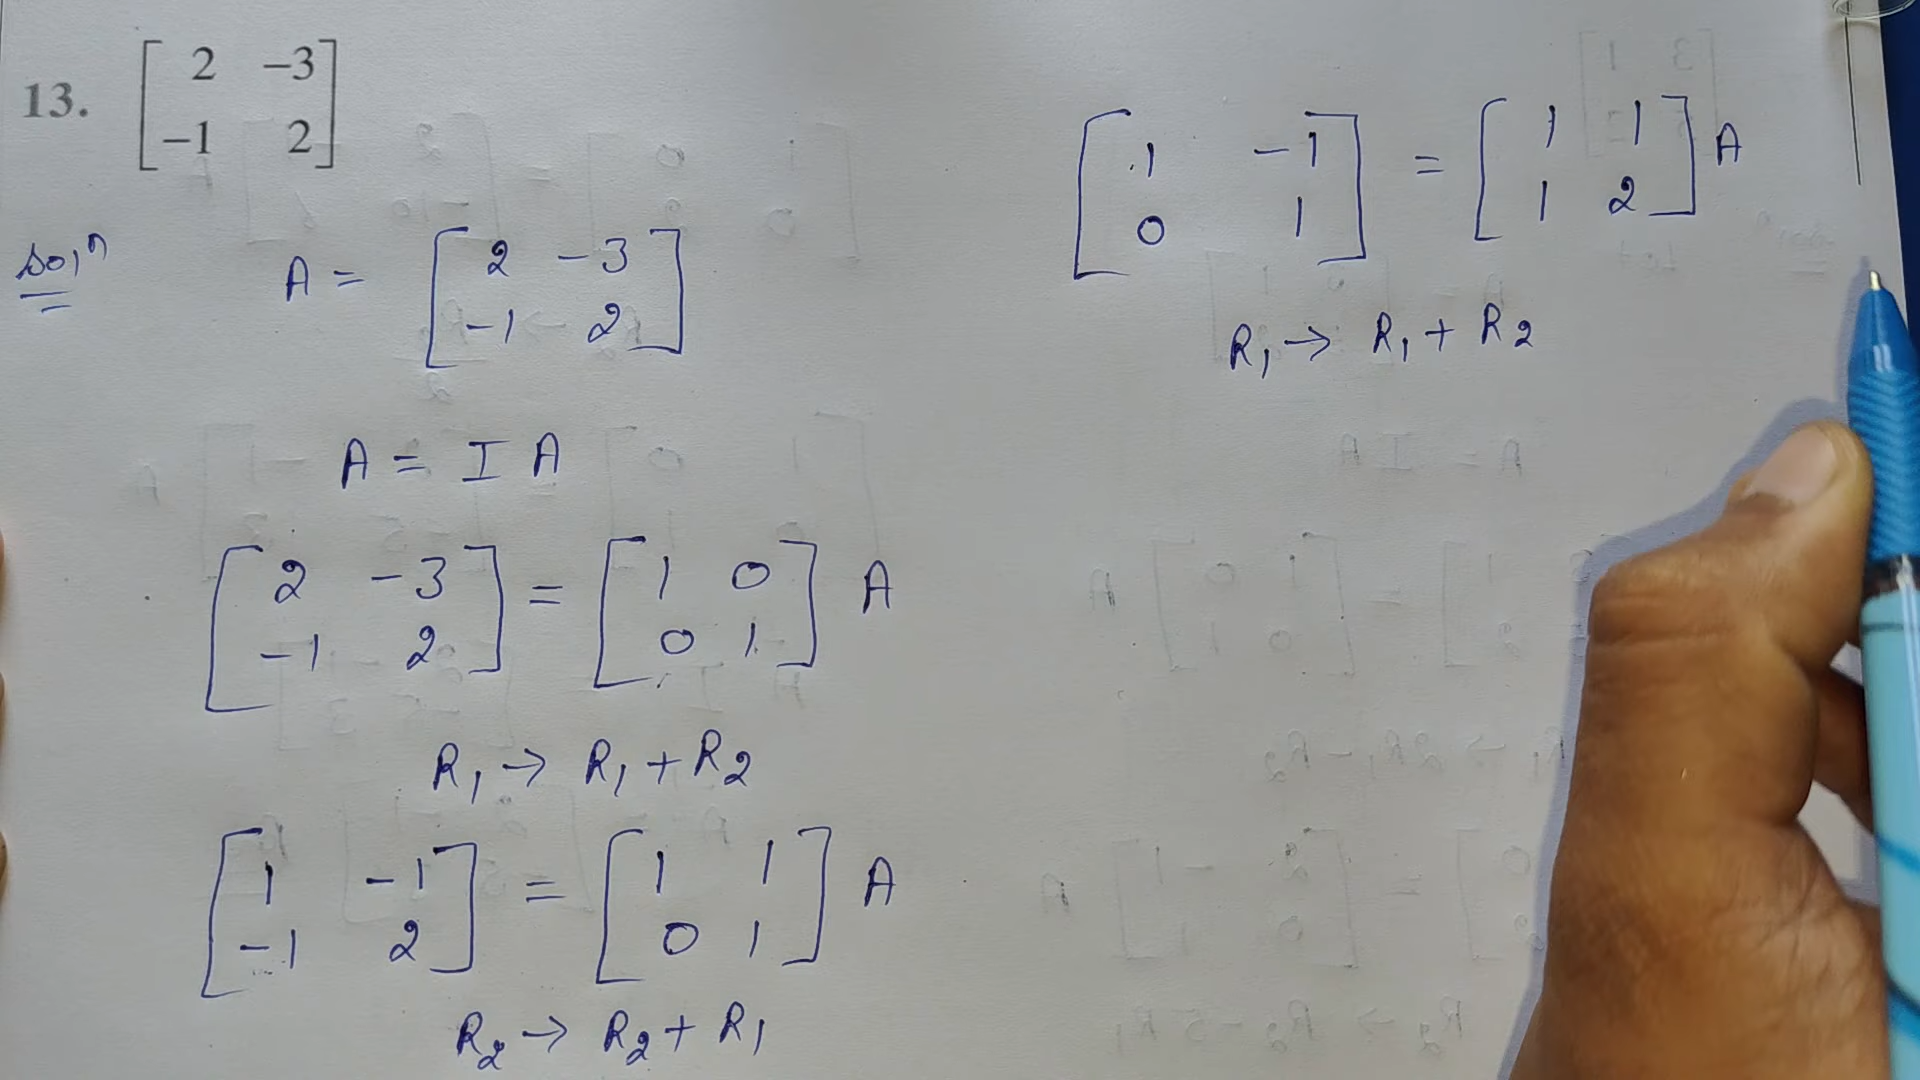 13. [2 -3
-1 2]
Solⁿ A = [2 -3
-1 2]
A = I A
[2 -3
-1 2] = [1 0
0 1] A
R₁ → R₁ + R₂
[1 -1
-1 2] = [1 1
0 1] A
R₂ → R₂ + R₁
[1 -1
0 1] = [1 1
1 2] A
R₁ → R₁ + R₂